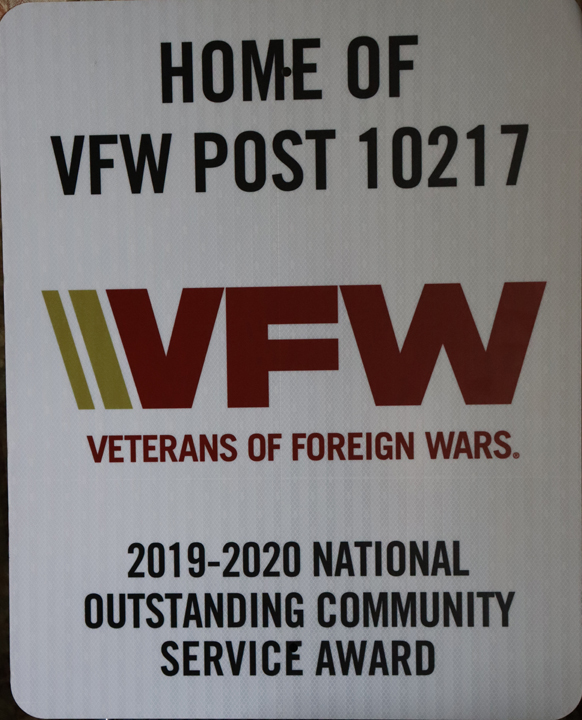 HOME OF
VFW POST 10217
VFW
VETERANS OF FOREIGN WARS®
2019-2020 NATIONAL
OUTSTANDING COMMUNITY
SERVICE AWARD